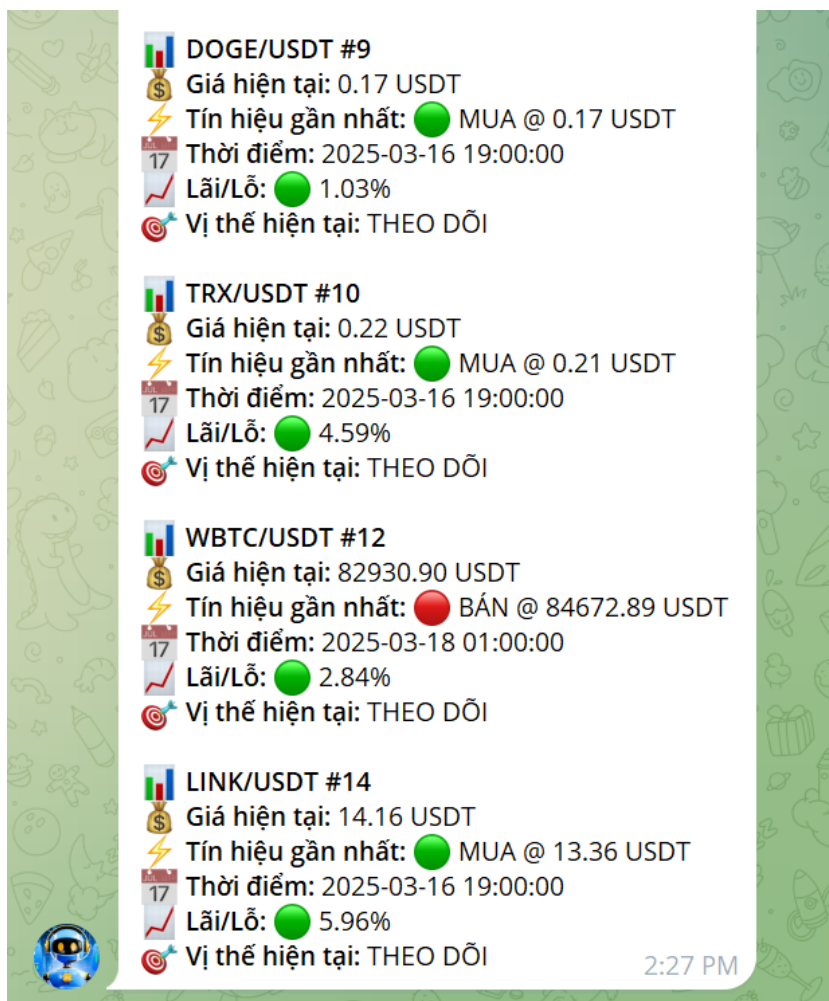 DOGE/USDT #9
Giá hiện tại: 0.17 USDT
Tín hiệu gần nhất: MUA @ 0.17 USDT
Thời điểm: 2025-03-16 19:00:00
Lãi/Lỗ: 1.03%
Vị thế hiện tại: THEO DÕI
TRX/USDT #10
Giá hiện tại: 0.22 USDT
Tín hiệu gần nhất: MUA @ 0.21 USDT
Thời điểm: 2025-03-16 19:00:00
Lãi/Lỗ: 4.59%
Vị thế hiện tại: THEO DÕI
WBTC/USDT #12
Giá hiện tại: 82930.90 USDT
Tín hiệu gần nhất: BÁN @ 84672.89 USDT
Thời điểm: 2025-03-18 01:00:00
Lãi/Lỗ: 2.84%
Vị thế hiện tại: THEO DÕI
LINK/USDT #14
Giá hiện tại: 14.16 USDT
Tín hiệu gần nhất: MUA @ 13.36 USDT
Thời điểm: 2025-03-16 19:00:00
Lãi/Lỗ: 5.96%
Vị thế hiện tại: THEO DÕI
2:27 PM